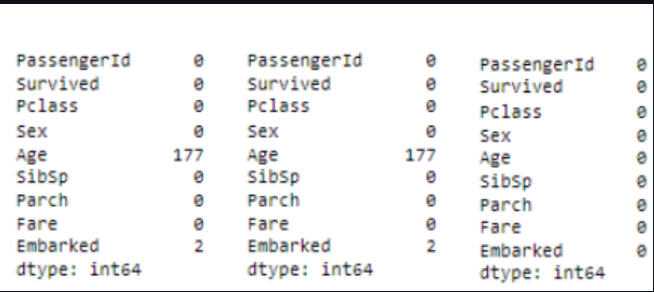 PassengerId 0
Survived 0
Pclass 0
Sex 0
Age 177
SibSp 0
Parch 0
Fare 0
Embarked 2
dtype: int64
PassengerId 0
Survived 0
Pclass 0
Sex 0
Age 177
SibSp 0
Parch 0
Fare 0
Embarked 2
dtype: int64
PassengerId 0
Survived 0
Pclass 0
Sex 0
Age 0
SibSp 0
Parch 0
Fare 0
Embarked 0
dtype: int64